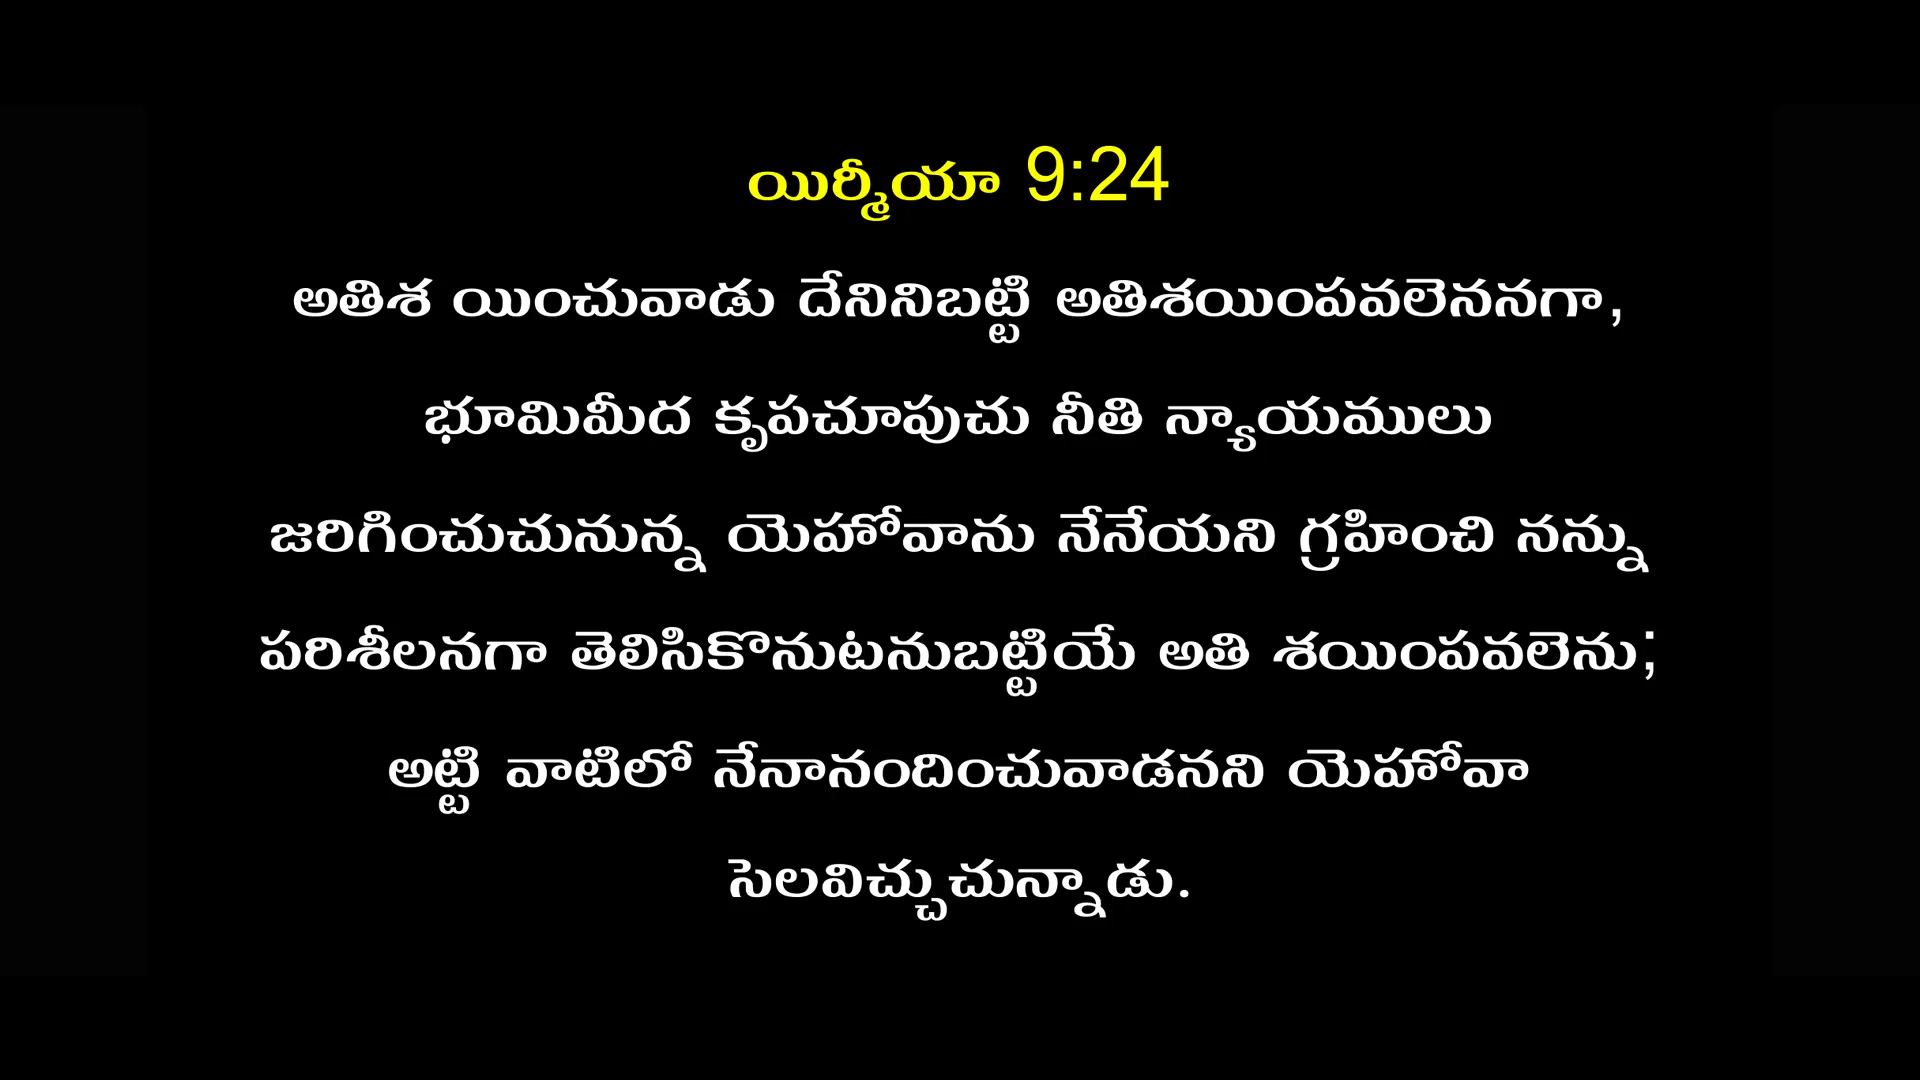 యిర్మీయా 9:24
అతిశ యించువాడు దేనినిబట్టి అతిశయింపవలెననగా,
భూమిమీద కృపచూపుచు నీతి న్యాయములు
జరిగించుచునున్న యెహోవాను నేనేయని గ్రహించి నన్ను
పరిశీలనగా తెలిసికొనుటనుబట్టియే అతి శయింపవలెను;
అట్టి వాటిలో నేనానందించువాడనని యెహోవా
సెలవిచ్చుచున్నాడు.